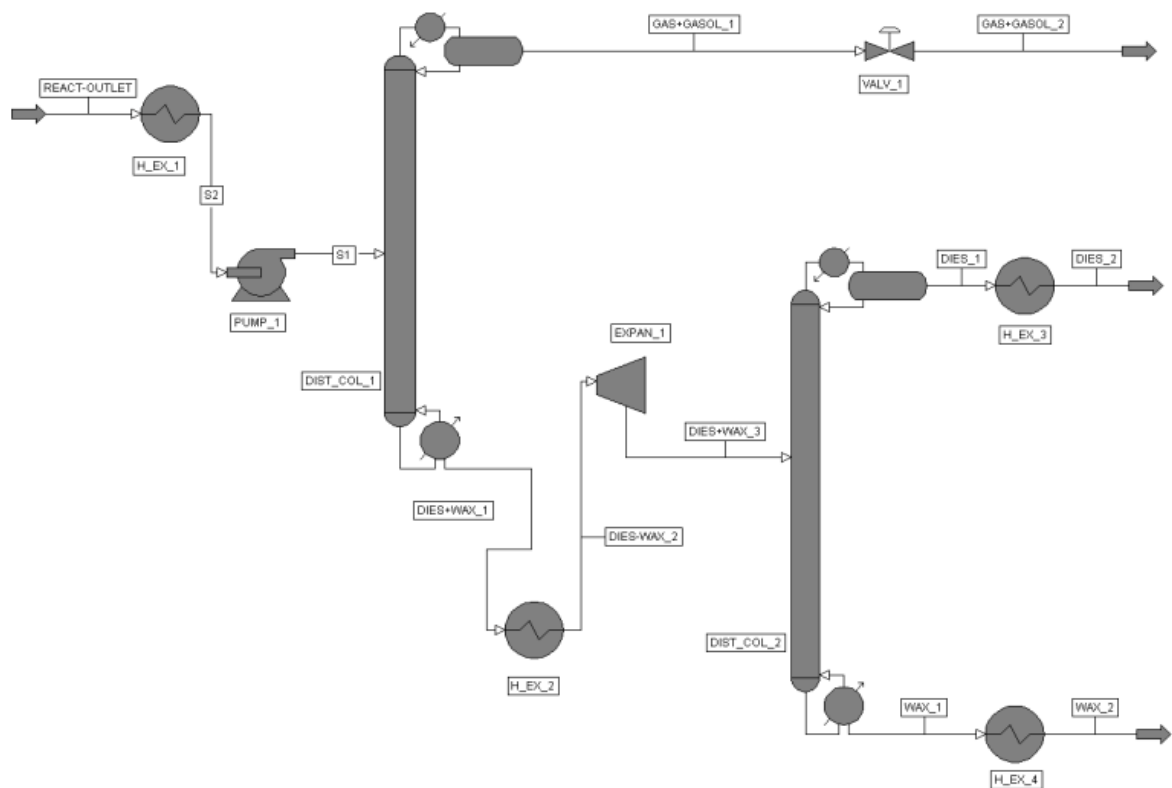 GAS+GASOL_1
GAS+GASOL_2
REACT-OUTLET
VALV_1
H_EX_1
S2
S1
DIES_1
DIES_2
PUMP_1
EXPAN_1
H_EX_3
DIST_COL_1
DIES+WAX_3
DIES+WAX_1
DIES-WAX_2
DIST_COL_2
H_EX_2
WAX_1
WAX_2
H_EX_4